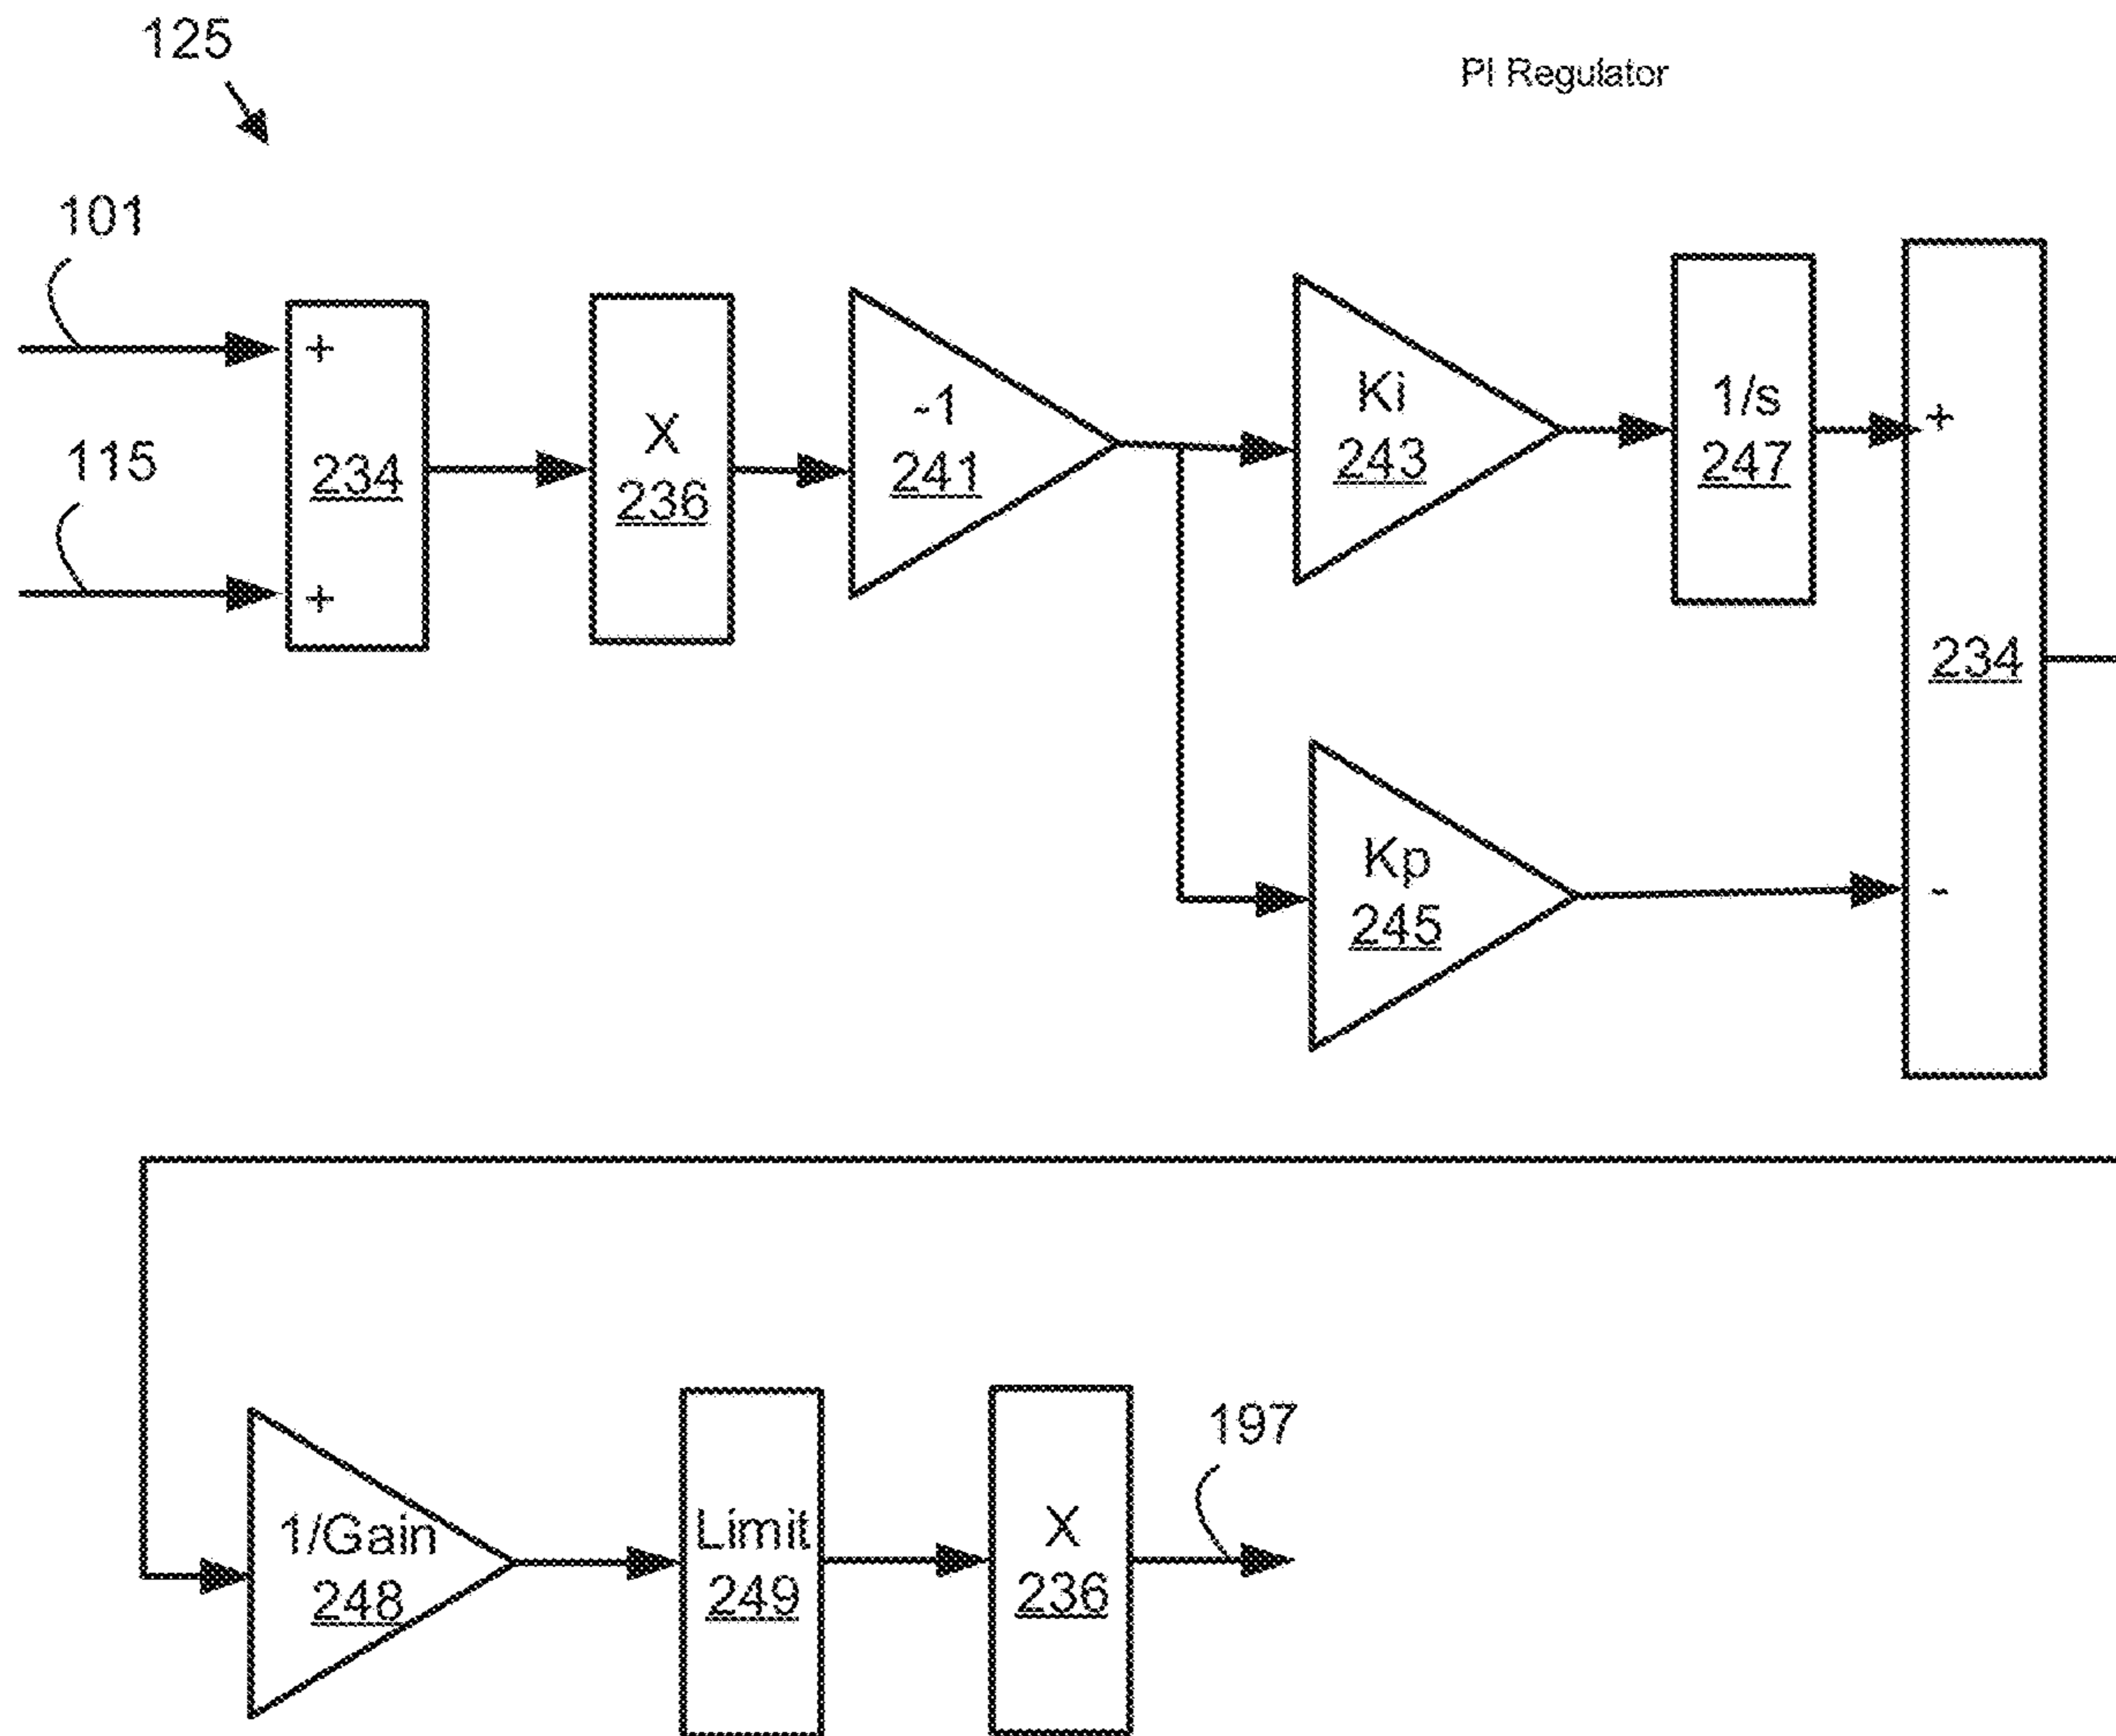 125
PI Regulator
101
+
115
234
+
X
236
-1
241
Ki
243
1/s
247
+
234
Kp
245
-
1/Gain
248
Limit
249
X
236
197